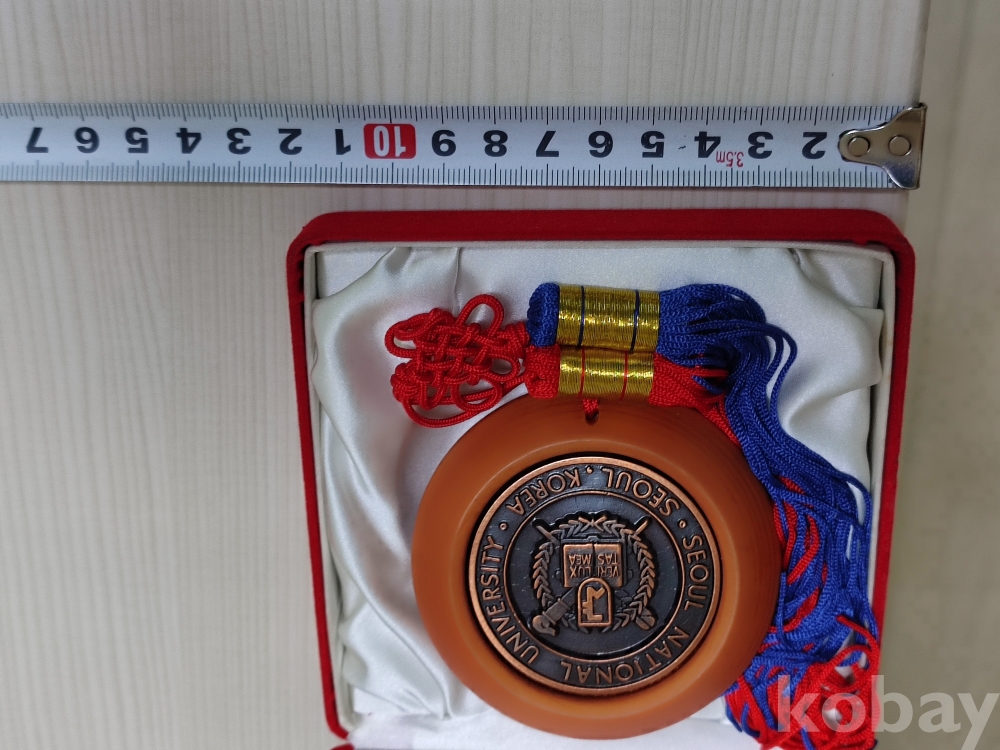 2 3 3.5m 4 5 6 7 8 9 10 1 2 3 4 5 6 7
SEOUL NATIONAL UNIVERSITY
SEOUL, KOREA
VERI LUX
TAS MEA
kobay